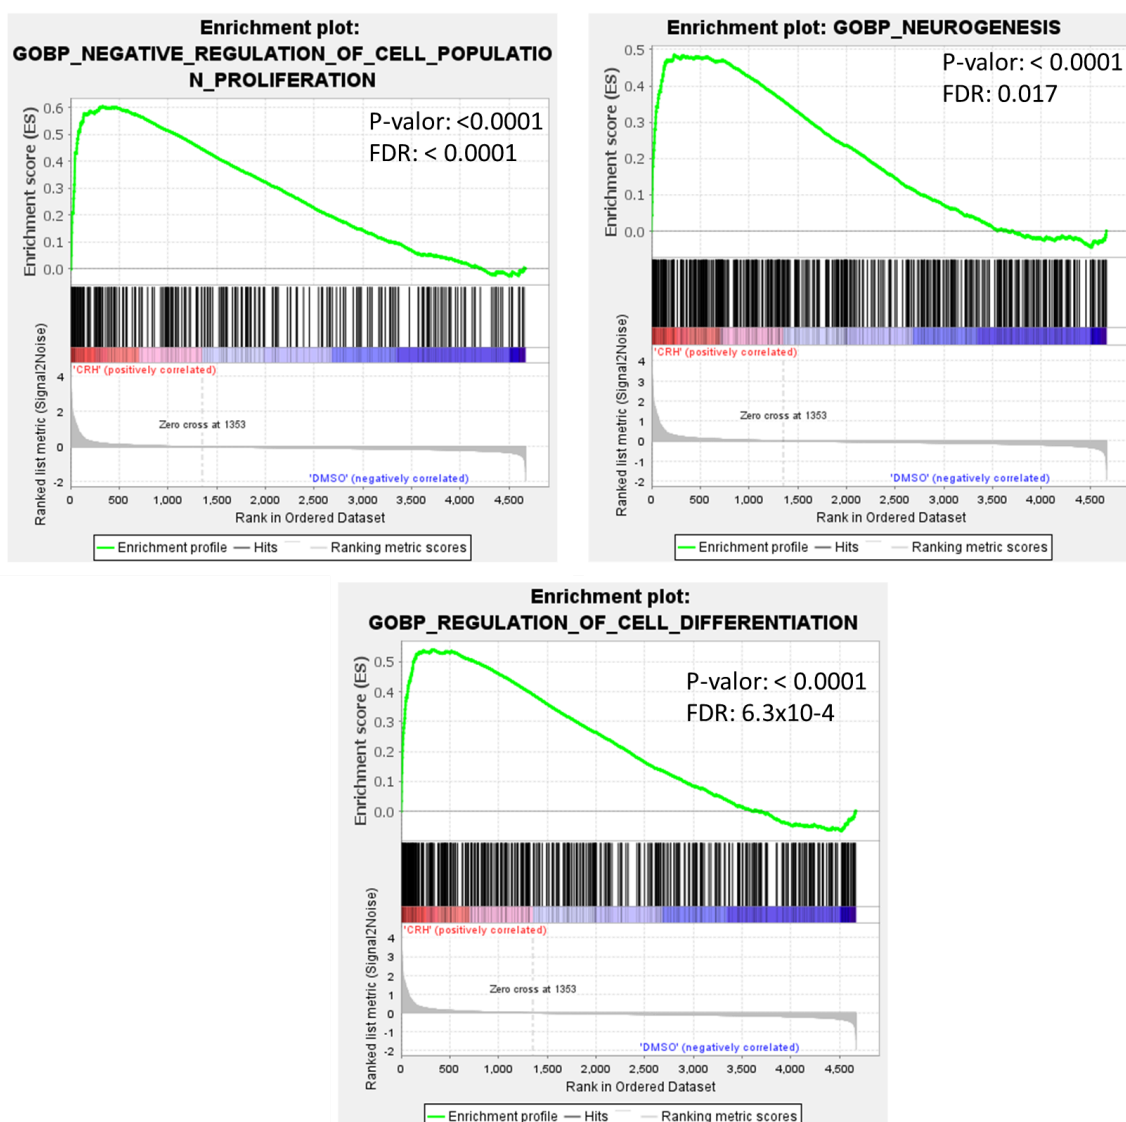 Enrichment plot:
GOBP_NEGATIVE_REGULATION_OF_CELL_POPULATIO
N_PROLIFERATION
P-valor: <0.0001
FDR: < 0.0001
Enrichment score (ES)
0.6
0.5
0.4
0.3
0.2
0.1
0.0
'CRH' (positively correlated)
Zero cross at 1353
'DMSO' (negatively correlated)
Ranked list metric (Signal2Noise)
4
2
0
-2
0 500 1,000 1,500 2,000 2,500 3,000 3,500 4,000 4,500
Rank in Ordered Dataset
Enrichment profile Hits Ranking metric scores
Enrichment plot: GOBP_NEUROGENESIS
P-valor: < 0.0001
FDR: 0.017
Enrichment score (ES)
0.5
0.4
0.3
0.2
0.1
0.0
'CRH' (positively correlated)
Zero cross at 1353
'DMSO' (negatively correlated)
Ranked list metric (Signal2Noise)
4
3
2
1
0
-1
-2
0 500 1,000 1,500 2,000 2,500 3,000 3,500 4,000 4,500
Rank in Ordered Dataset
Enrichment profile Hits Ranking metric scores
Enrichment plot:
GOBP_REGULATION_OF_CELL_DIFFERENTIATION
P-valor: < 0.0001
FDR: 6.3x10-4
Enrichment score (ES)
0.5
0.4
0.3
0.2
0.1
0.0
'CRH' (positively correlated)
Zero cross at 1353
'DMSO' (negatively correlated)
Ranked list metric (Signal2Noise)
4
3
2
1
0
-1
-2
0 500 1,000 1,500 2,000 2,500 3,000 3,500 4,000 4,500
Rank in Ordered Dataset
Enrichment profile Hits Ranking metric scores